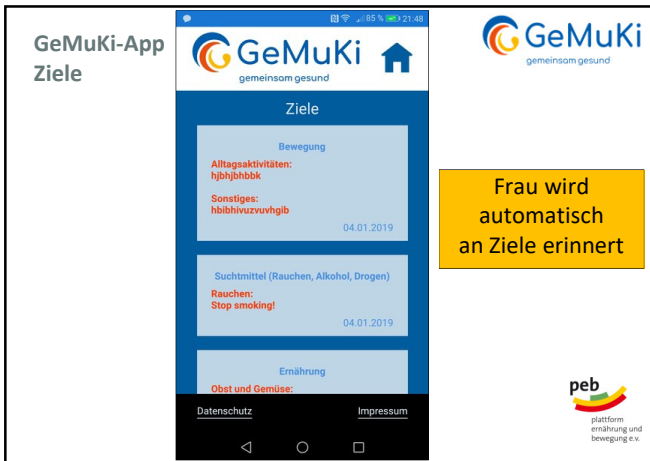 GeMuKi-App
Ziele
85 % 21:48
GeMuKi
gemeinsam gesund
Ziele
Bewegung
Alltagsaktivitäten:
hjbhjbhbbk
Sonstiges:
hbibhivuzvuvhgib
04.01.2019
Suchtmittel (Rauchen, Alkohol, Drogen)
Rauchen:
Stop smoking!
04.01.2019
Ernährung
Obst und Gemüse:
Datenschutz Impressum
GeMuKi
gemeinsam gesund
Frau wird
automatisch
an Ziele erinnert
peb
plattform
ernährung und
bewegung e.v.